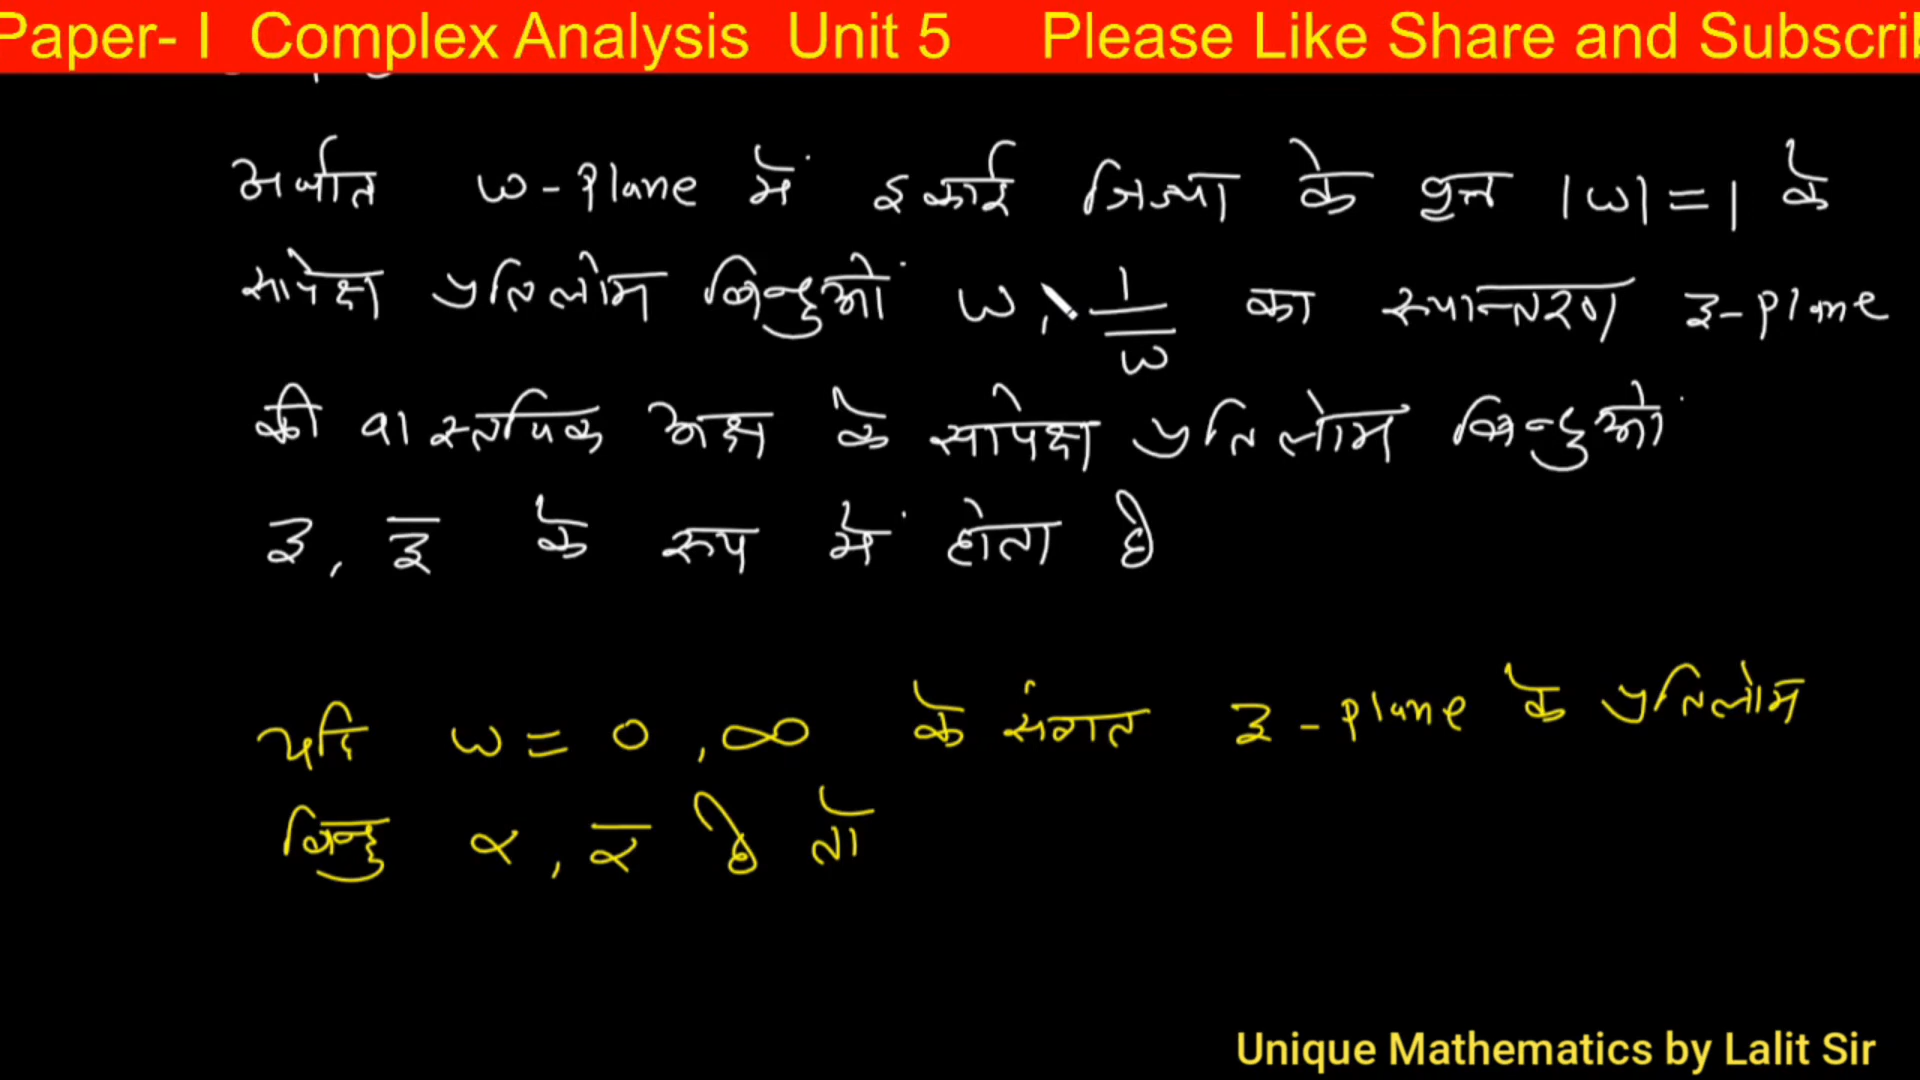 Paper- I Complex Analysis Unit 5 Please Like Share and Subscri
अर्थात w-plane में इकाई त्रिज्या के वृत्त |w|=1 के
सापेक्ष प्रतिलोम बिन्दुओं w, 1/w̅ का रूपान्तरण z-plane
की वास्तविक अक्ष के सापेक्ष प्रतिलोम बिन्दुओं
z, z̅ के रूप में होता है
यदि w = 0, ∞ के संगत z-plane के प्रतिलोम
बिन्दु α, α̅ है तो
Unique Mathematics by Lalit Sir